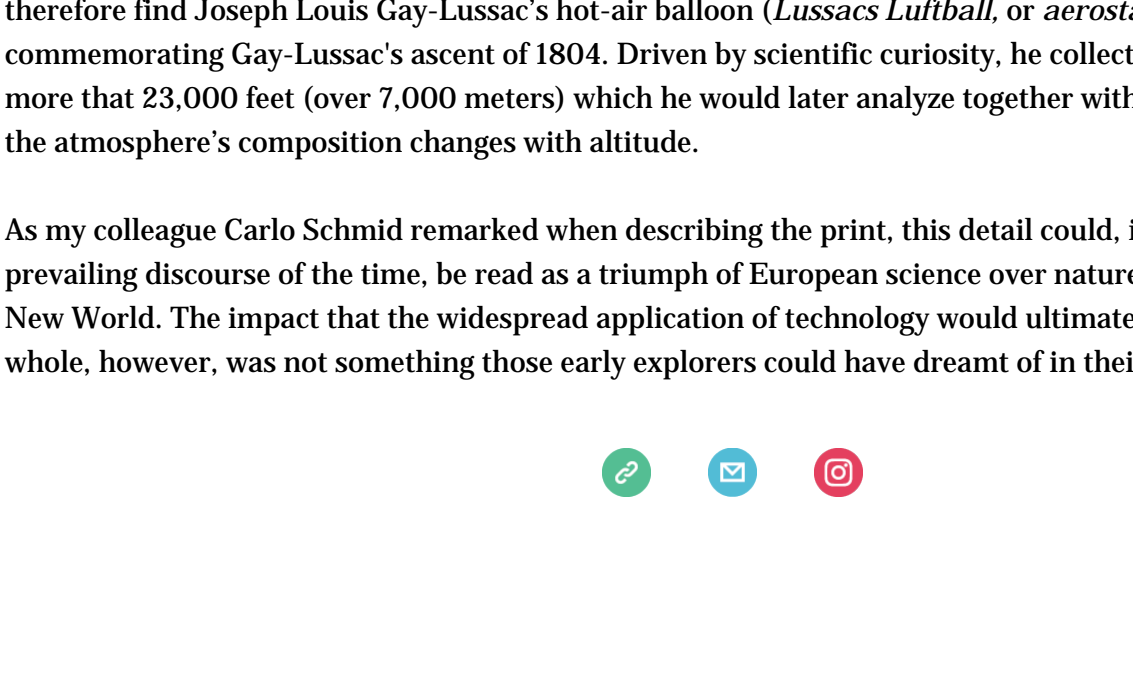 therefore find Joseph Louis Gay-Lussac’s hot-air balloon (Lussacs Luftball, or
commemorating Gay-Lussac's ascent of 1804. Driven by scientific curiosity, he
more that 23,000 feet (over 7,000 meters) which he would later analyze together with
the atmosphere’s composition changes with altitude.
As my colleague Carlo Schmid remarked when describing the print, this detail could,
prevailing discourse of the time, be read as a triumph of European science over nature
New World. The impact that the widespread application of technology would
whole, however, was not something those early explorers could have dreamt of in